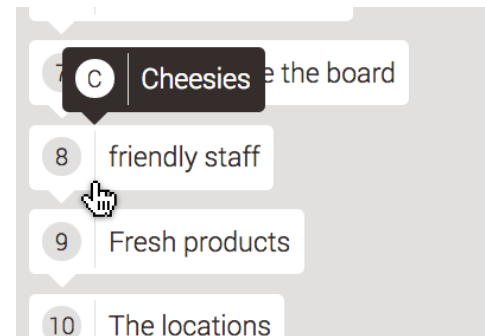 7 e the board
C Cheesies
8 friendly staff
9 Fresh products
10 The locations